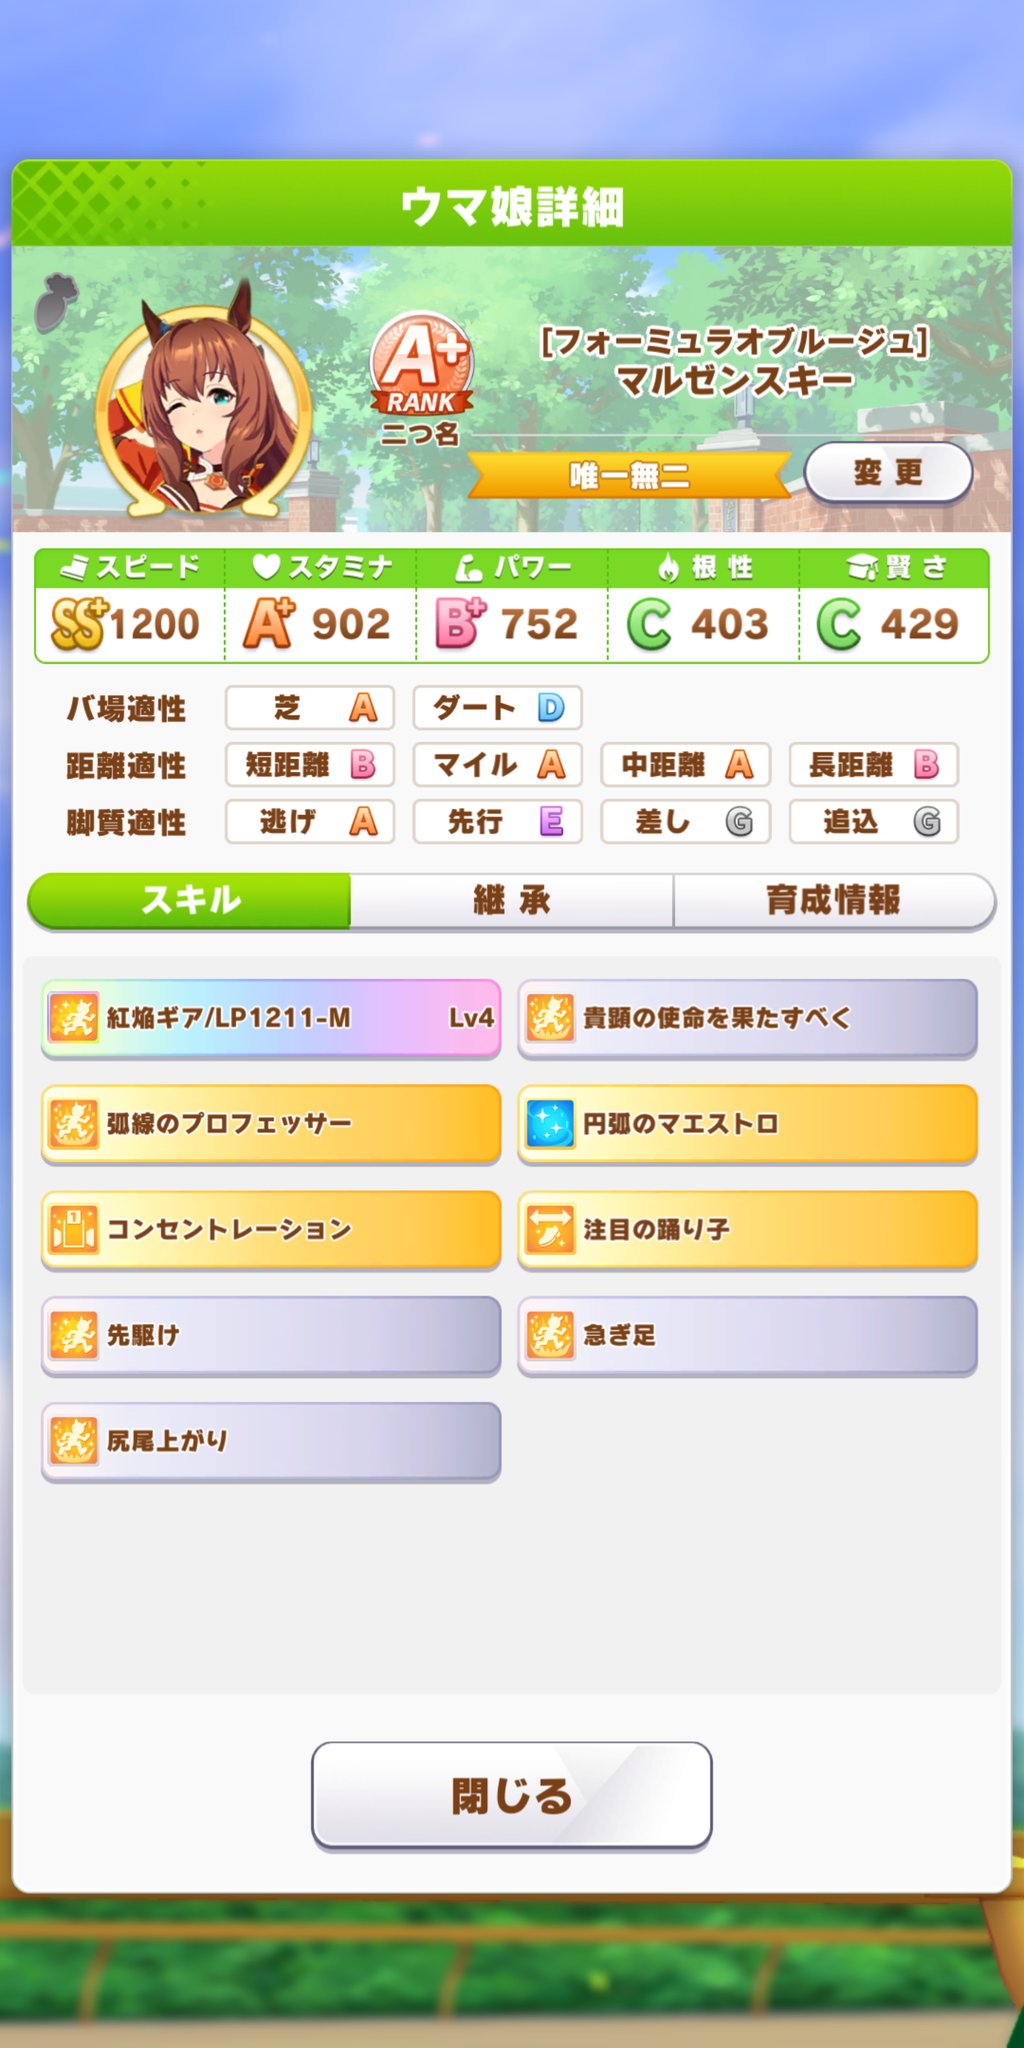 ウマ娘詳細
A+
RANK
[フォーミュラオブルージュ]
マルゼンスキー
二つ名
唯一無二
変更
スピード スタミナ パワー 根性 賢さ
SS+ 1200 A+ 902 B+ 752 C 403 C 429
バ場適性 芝 A ダート D
距離適性 短距離 B マイル A 中距離 A 長距離 B
脚質適性 逃げ A 先行 E 差し G 追込 G
スキル 継承 育成情報
紅焔ギア/LP1211-M Lv4
貴顕の使命を果たすべく
弧線のプロフェッサー
円弧のマエストロ
1
コンセントレーション
注目の踊り子
先駆け
急ぎ足
尻尾上がり
閉じる